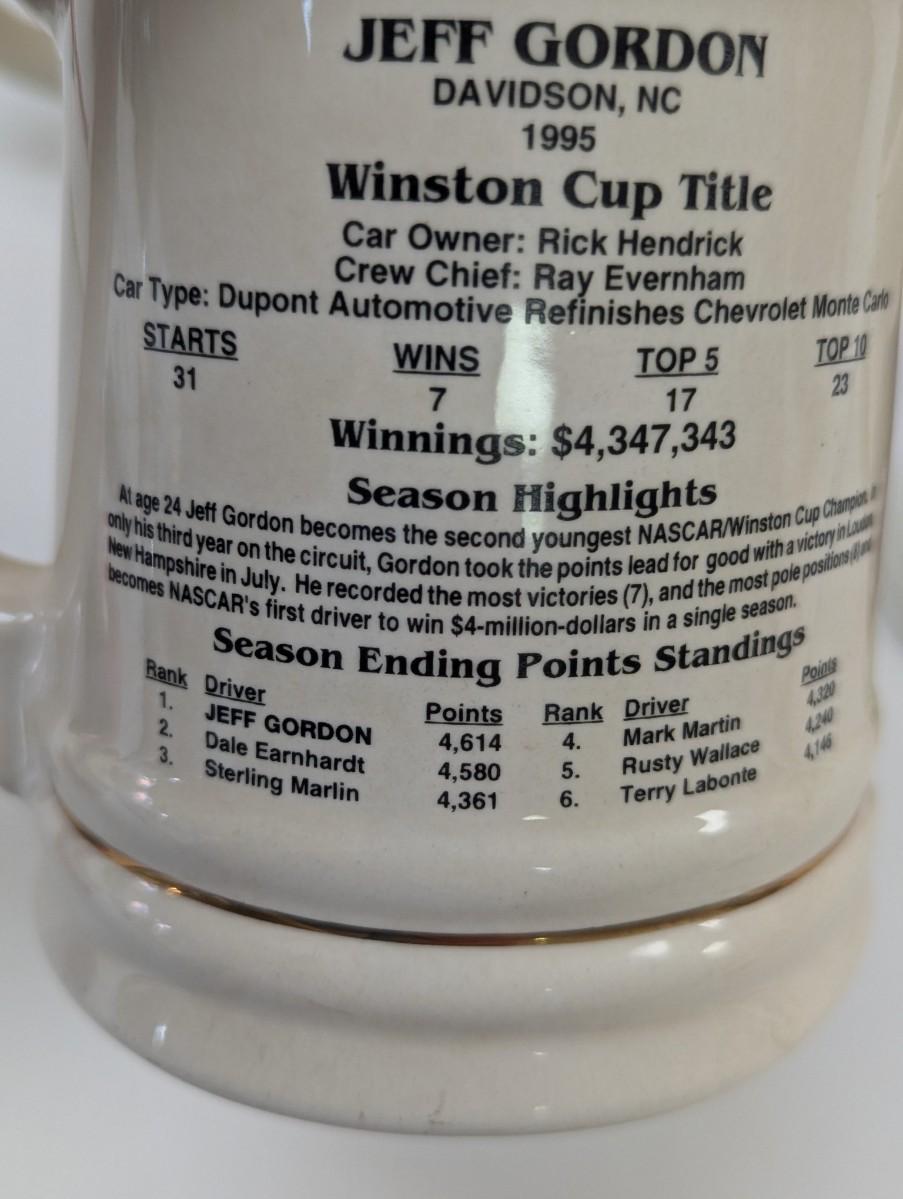 JEFF GORDON
DAVIDSON, NC
1995
Winston Cup Title
Car Owner: Rick Hendrick
Crew Chief: Ray Evernham
Car Type: Dupont Automotive Refinishes Chevrolet Monte Carlo
STARTS WINS TOP 5 TOP 10
31 7 17 23
Winnings: $4,347,343
Season Highlights
At age 24 Jeff Gordon becomes the second youngest NASCAR/Winston Cup Champion. In
only his third year on the circuit, Gordon took the points lead for good with a victory in Loudon,
New Hampshire in July. He recorded the most victories (7), and the most pole positions
becomes NASCAR's first driver to win $4-million-dollars in a single season.
Season Ending Points Standings
Rank Driver Points Rank Driver Points
1. JEFF GORDON 4,614 4. Mark Martin 4,320
2. Dale Earnhardt 4,580 5. Rusty Wallace 4,240
3. Sterling Marlin 4,361 6. Terry Labonte 4,146